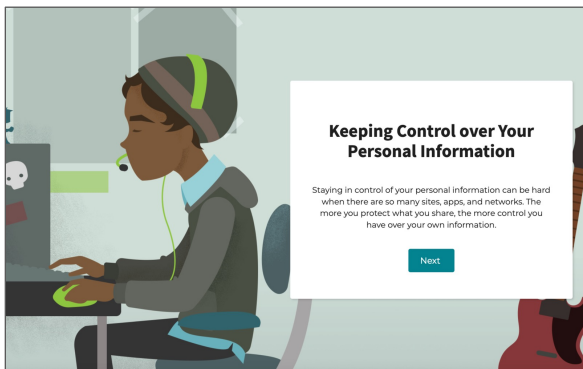 Keeping Control over Your
Personal Information
Staying in control of your personal information can be hard
when there are so many sites, apps, and networks. The
more you protect what you share, the more control you
have over your own information.
Next